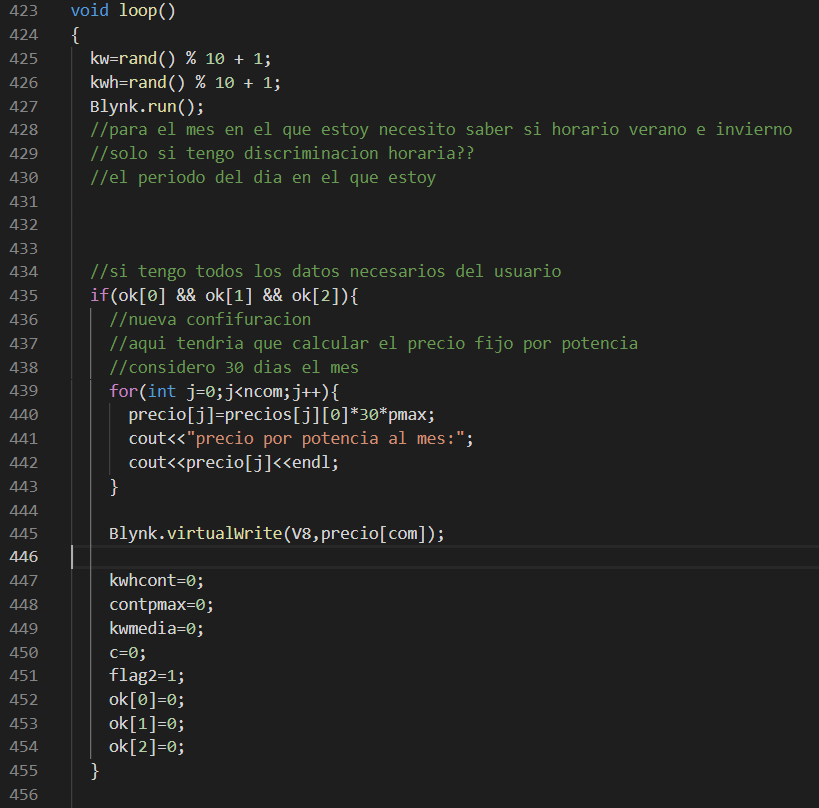 423 void loop()
424 {
425 kw=rand() % 10 + 1;
426 kwh=rand() % 10 + 1;
427 Blynk.run();
428 //para el mes en el que estoy necesito saber si horario verano e invierno
429 //solo si tengo discriminacion horaria??
430 //el periodo del dia en el que estoy
431
432
433
434 //si tengo todos los datos necesarios del usuario
435 if(ok[0] && ok[1] && ok[2]){
436 //nueva confifuracion
437 //aqui tendria que calcular el precio fijo por potencia
438 //considero 30 dias el mes
439 for(int j=0;j<ncom;j++){
440 precio[j]=precios[j][0]*30*pmax;
441 cout<<"precio por potencia al mes:";
442 cout<<precio[j]<<endl;
443 }
444
445 Blynk.virtualWrite(V8,precio[com]);
446
447 kwhcont=0;
448 contpmax=0;
449 kwmedia=0;
450 c=0;
451 flag2=1;
452 ok[0]=0;
453 ok[1]=0;
454 ok[2]=0;
455 }
456